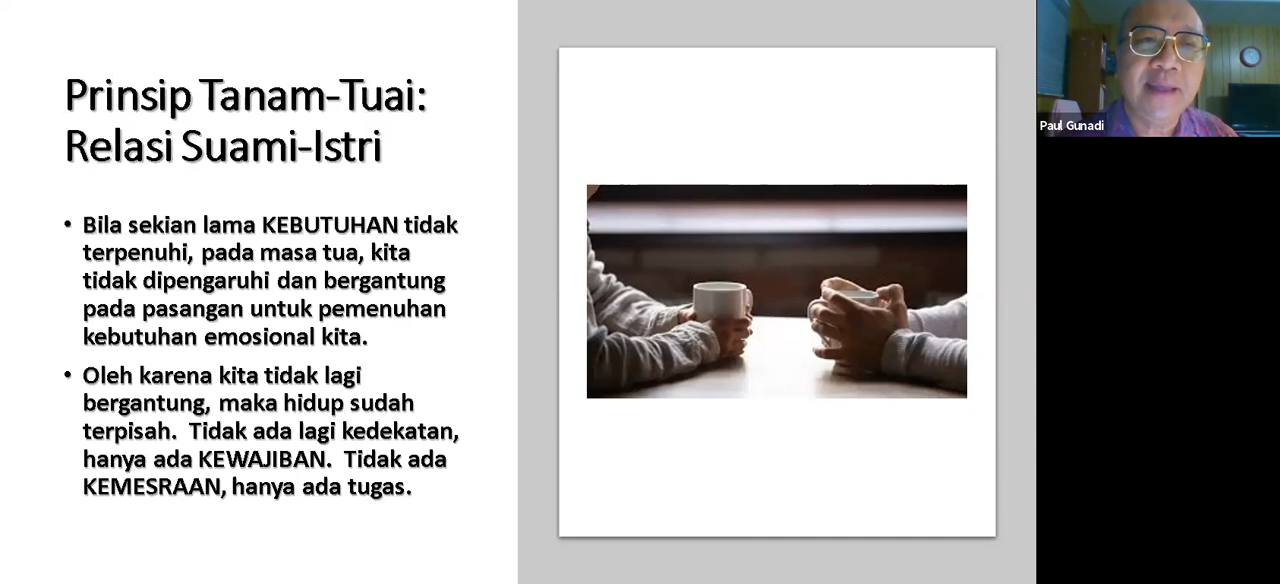 Prinsip Tanam-Tuai:
Relasi Suami-Istri
• Bila sekian lama KEBUTUHAN tidak
terpenuhi, pada masa tua, kita
tidak dipengaruhi dan bergantung
pada pasangan untuk pemenuhan
kebutuhan emosional kita.
• Oleh karena kita tidak lagi
bergantung, maka hidup sudah
terpisah.  Tidak ada lagi kedekatan,
hanya ada KEWAJIBAN.  Tidak ada
KEMESRAAN, hanya ada tugas.
Paul Gunadi